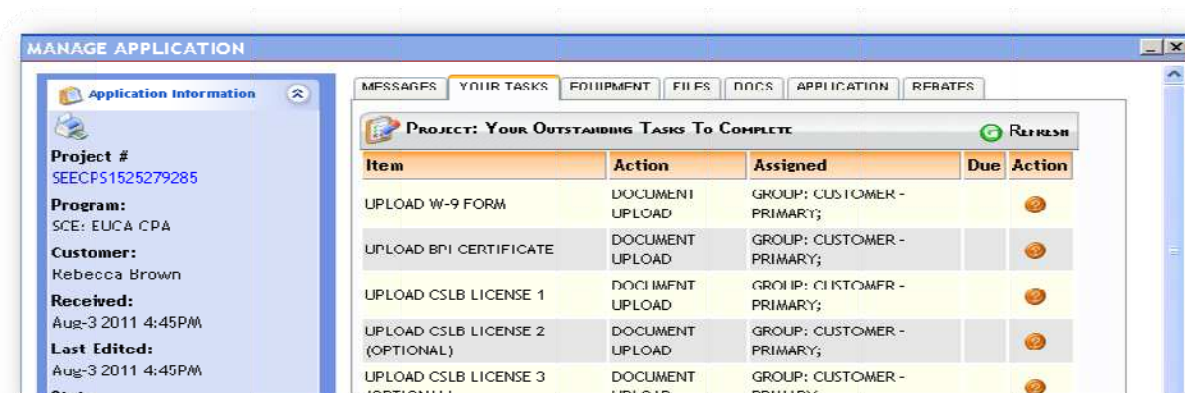 MANAGE APPLICATION
Application Information
MESSAGES YOUR TASKS EQUIPMENT FILES DOCS APPLICATION REBATES
PROJECT: YOUR OUTSTANDING TASKS TO COMPLETE
REFRESH
Project #
SEECPS1525279285
Program:
SCE: EUCA CPA
Customer:
Rebecca Brown
Received:
Aug-3 2011 4:45PM
Last Edited:
Aug-3 2011 4:45PM
Item Action Assigned Due Action
UPLOAD W-9 FORM
DOCUMENT
UPLOAD
GROUP: CUSTOMER -
PRIMARY;
UPLOAD BPI CERTIFICATE
DOCUMENT
UPLOAD
GROUP: CUSTOMER -
PRIMARY;
UPLOAD CSLB LICENSE 1
DOCUMENT
UPLOAD
GROUP: CUSTOMER -
PRIMARY;
UPLOAD CSLB LICENSE 2
(OPTIONAL)
DOCUMENT
UPLOAD
GROUP: CUSTOMER -
PRIMARY;
UPLOAD CSLB LICENSE 3
DOCUMENT
GROUP: CUSTOMER -